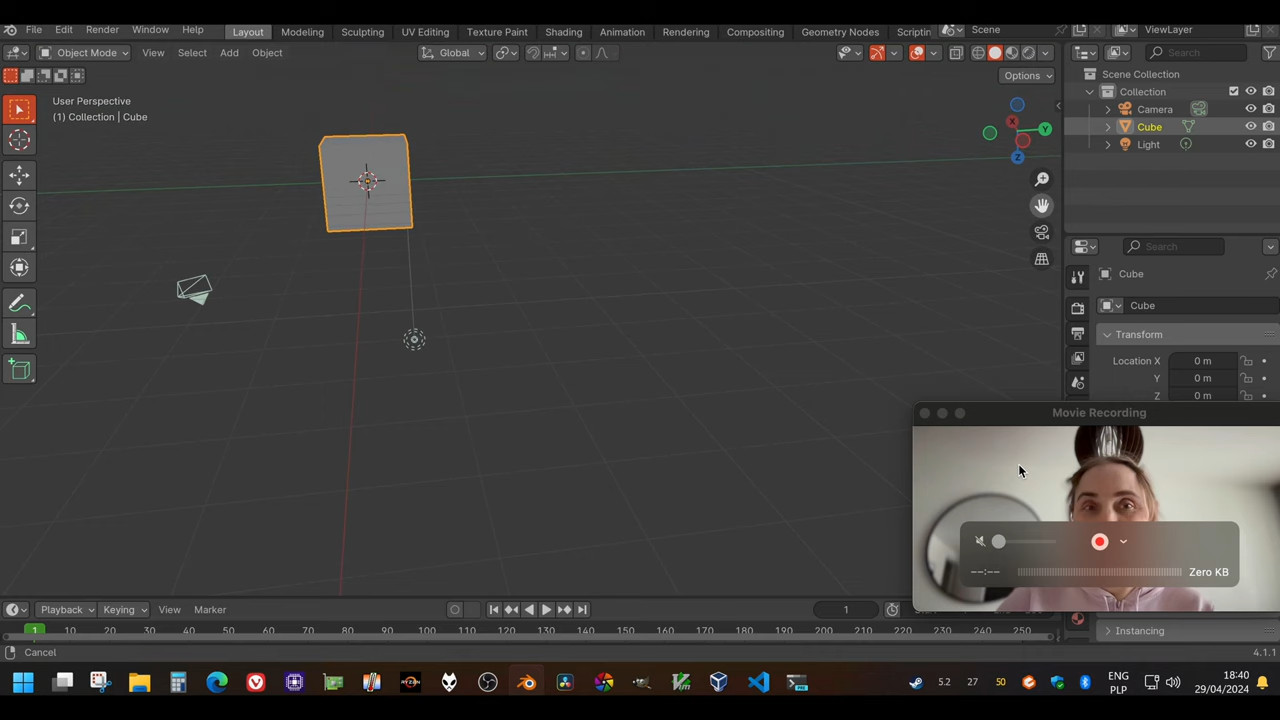 File Edit Render Window Help Layout Modeling Sculpting UV Editing Texture Paint Shading Animation Rendering Compositing Geometry Nodes Scriptin Scene ViewLayer
Object Mode View Select Add Object Global Search
Options Scene Collection
User Perspective Collection
(1) Collection | Cube Camera
X Y Cube
Z Light
Search
Cube
Cube
Transform
Location X 0 m
Y 0 m
Z 0 m
Movie Recording
--:-- Zero KB
Playback Keying View Marker 1
1 10 20 30 40 50 60 70 80 90 100 110 120 130 140 150 160 170 180 190 200 210 220 230 240 250 Instancing
Cancel 4.1.1
RYZEN 5.2 27 50 ENG 18:40
PLP 29/04/2024